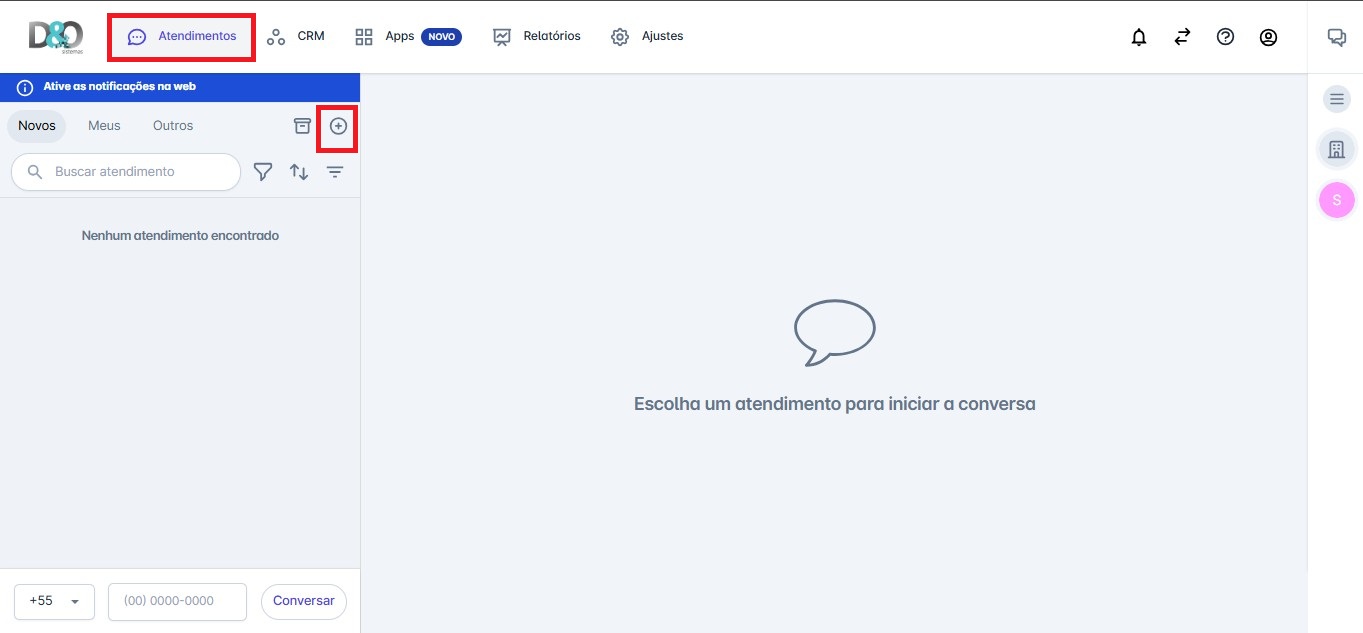 D&O
sistemas
Atendimentos
CRM
Apps
NOVO
Relatórios
Ajustes
Ative as notificações na web
Novos
Meus
Outros
Buscar atendimento
Nenhum atendimento encontrado
S
Escolha um atendimento para iniciar a conversa
+55
(00) 0000-0000
Conversar